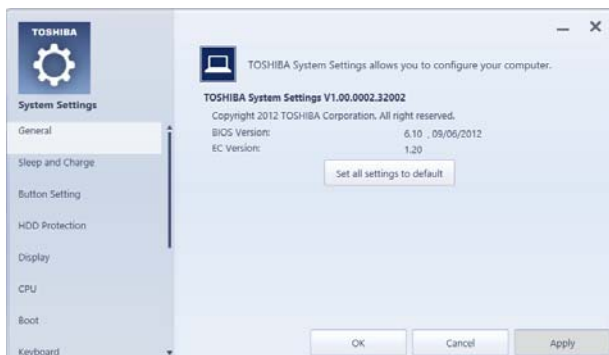 TOSHIBA
System Settings
General
Sleep and Charge
Button Setting
HDD Protection
Display
CPU
Boot
Keyboard
TOSHIBA System Settings allows you to configure your computer.
TOSHIBA System Settings V1.00.0002.32002
Copyright 2012 TOSHIBA Corporation. All right reserved.
BIOS Version: 6.10 , 09/06/2012
EC Version: 1.20
Set all settings to default
OK Cancel Apply